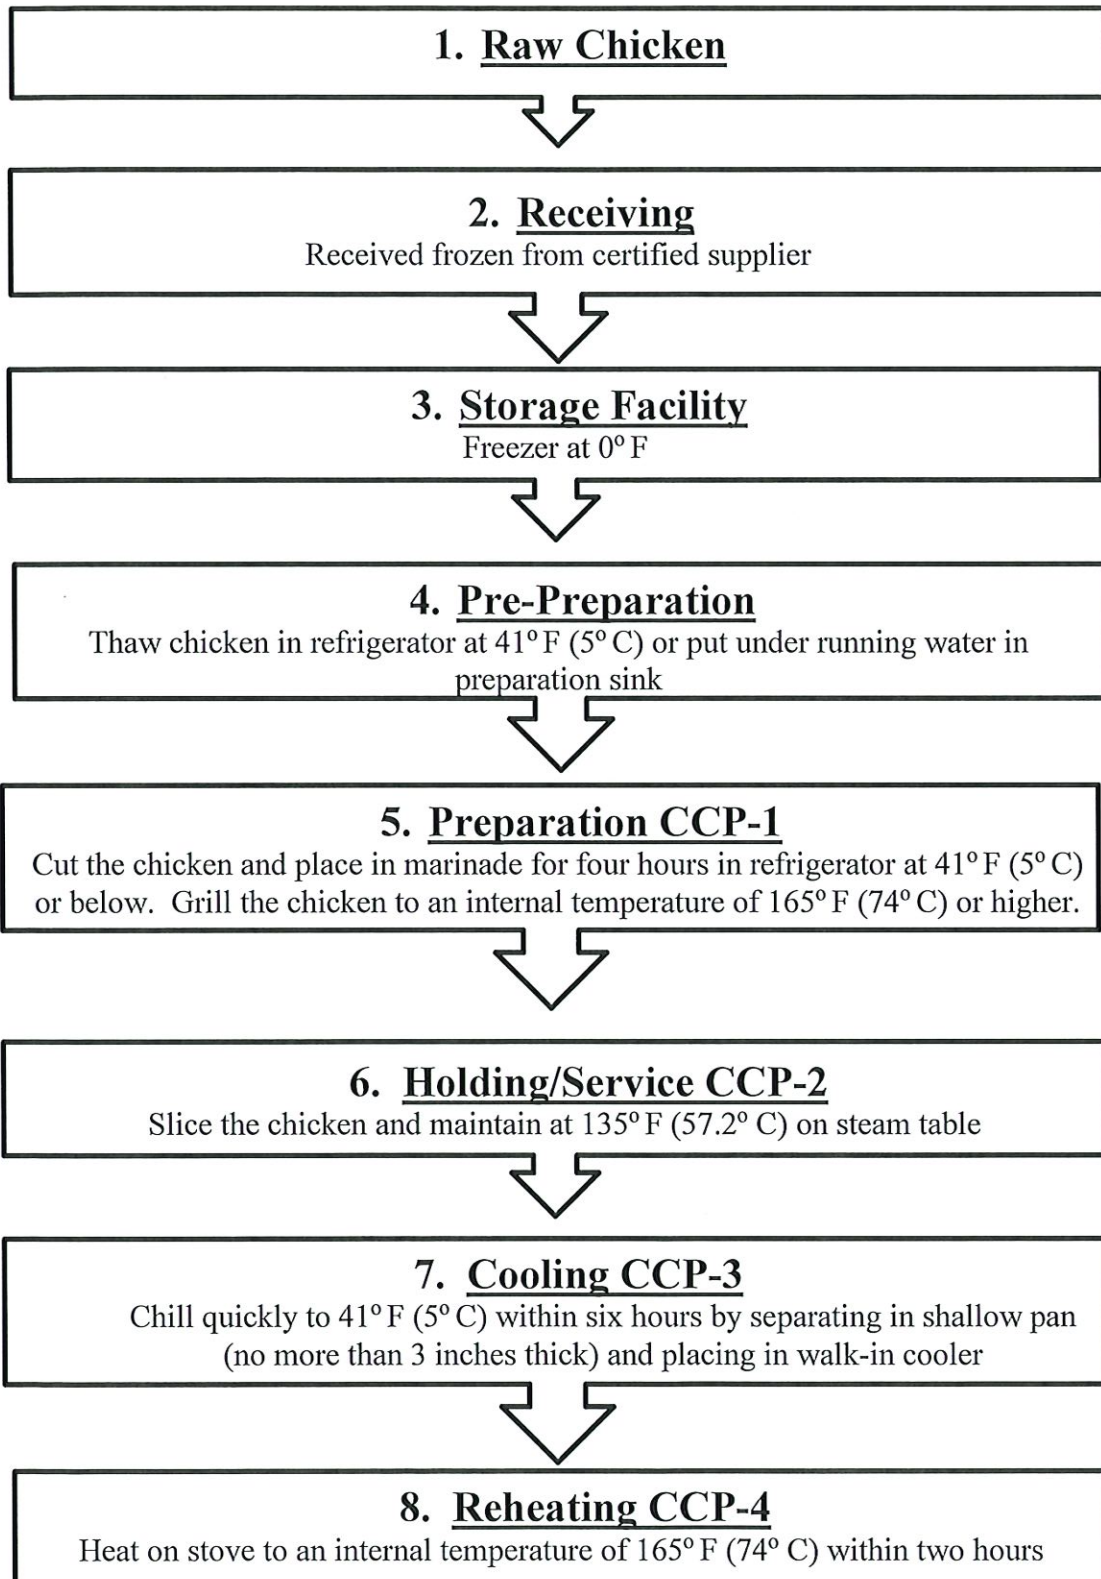 1. Raw Chicken
2. Receiving
Received frozen from certified supplier
3. Storage Facility
Freezer at 0° F
4. Pre-Preparation
Thaw chicken in refrigerator at 41° F (5° C) or put under running water in
preparation sink
5. Preparation CCP-1
Cut the chicken and place in marinade for four hours in refrigerator at 41° F (5° C)
or below.  Grill the chicken to an internal temperature of 165° F (74° C) or higher.
6. Holding/Service CCP-2
Slice the chicken and maintain at 135° F (57.2° C) on steam table
7. Cooling CCP-3
Chill quickly to 41° F (5° C) within six hours by separating in shallow pan
(no more than 3 inches thick) and placing in walk-in cooler
8. Reheating CCP-4
Heat on stove to an internal temperature of 165° F (74° C) within two hours